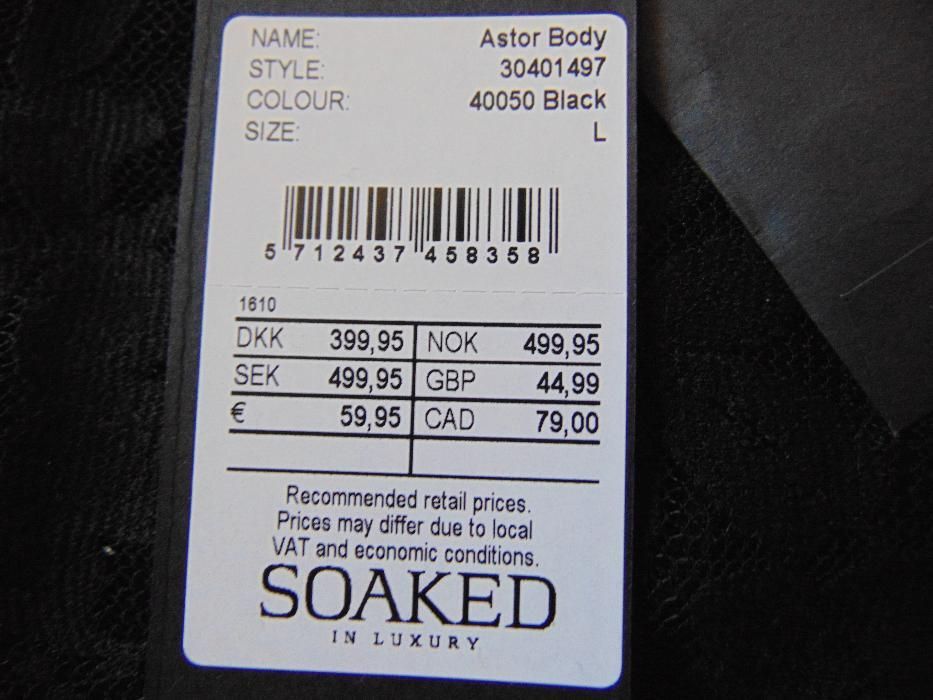 NAME: Astor Body
STYLE: 30401497
COLOUR: 40050 Black
SIZE: L
5 712437 458358
1610
DKK 399,95 NOK 499,95
SEK 499,95 GBP 44,99
€ 59,95 CAD 79,00
Recommended retail prices.
Prices may differ due to local
VAT and economic conditions.
SOAKED
IN LUXURY